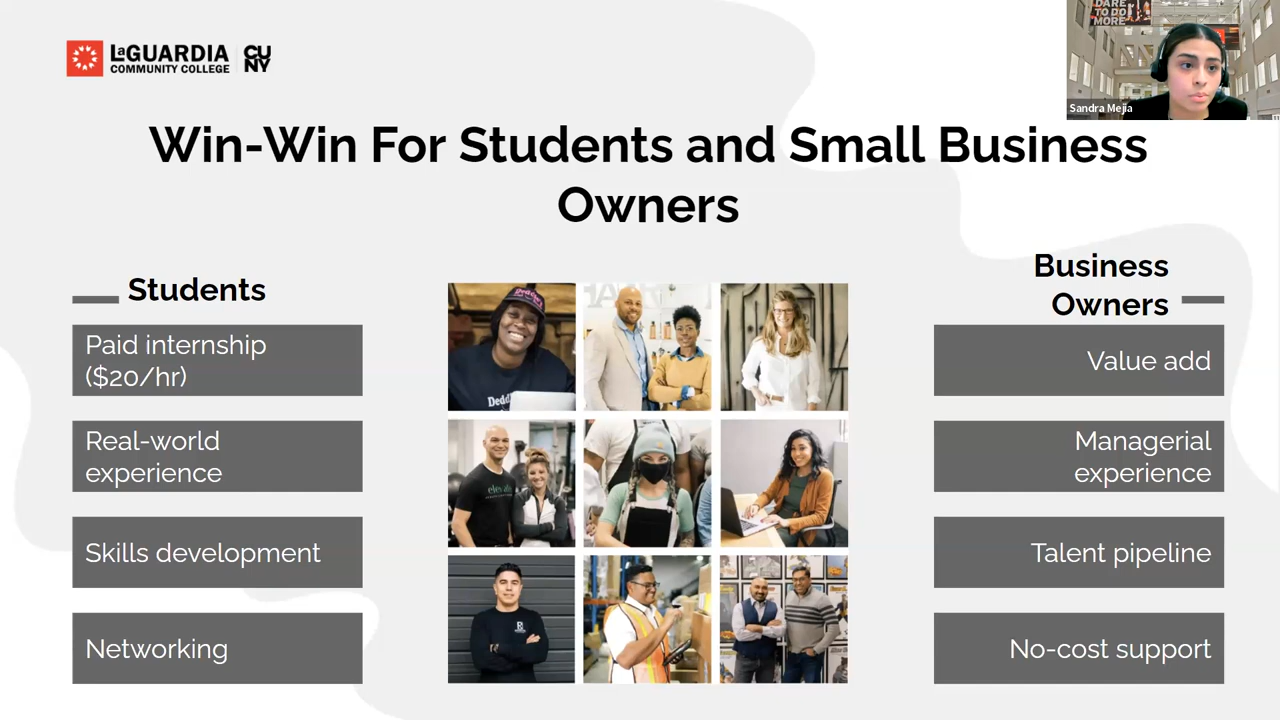 LaGUARDIA
COMMUNITY COLLEGE
CU
NY
DARE
TO DO
MORE
Sandra Mejia
Win-Win For Students and Small Business
Owners
Students
Paid internship
($20/hr)
Real-world
experience
Skills development
Networking
Business
Owners
Value add
Managerial
experience
Talent pipeline
No-cost support